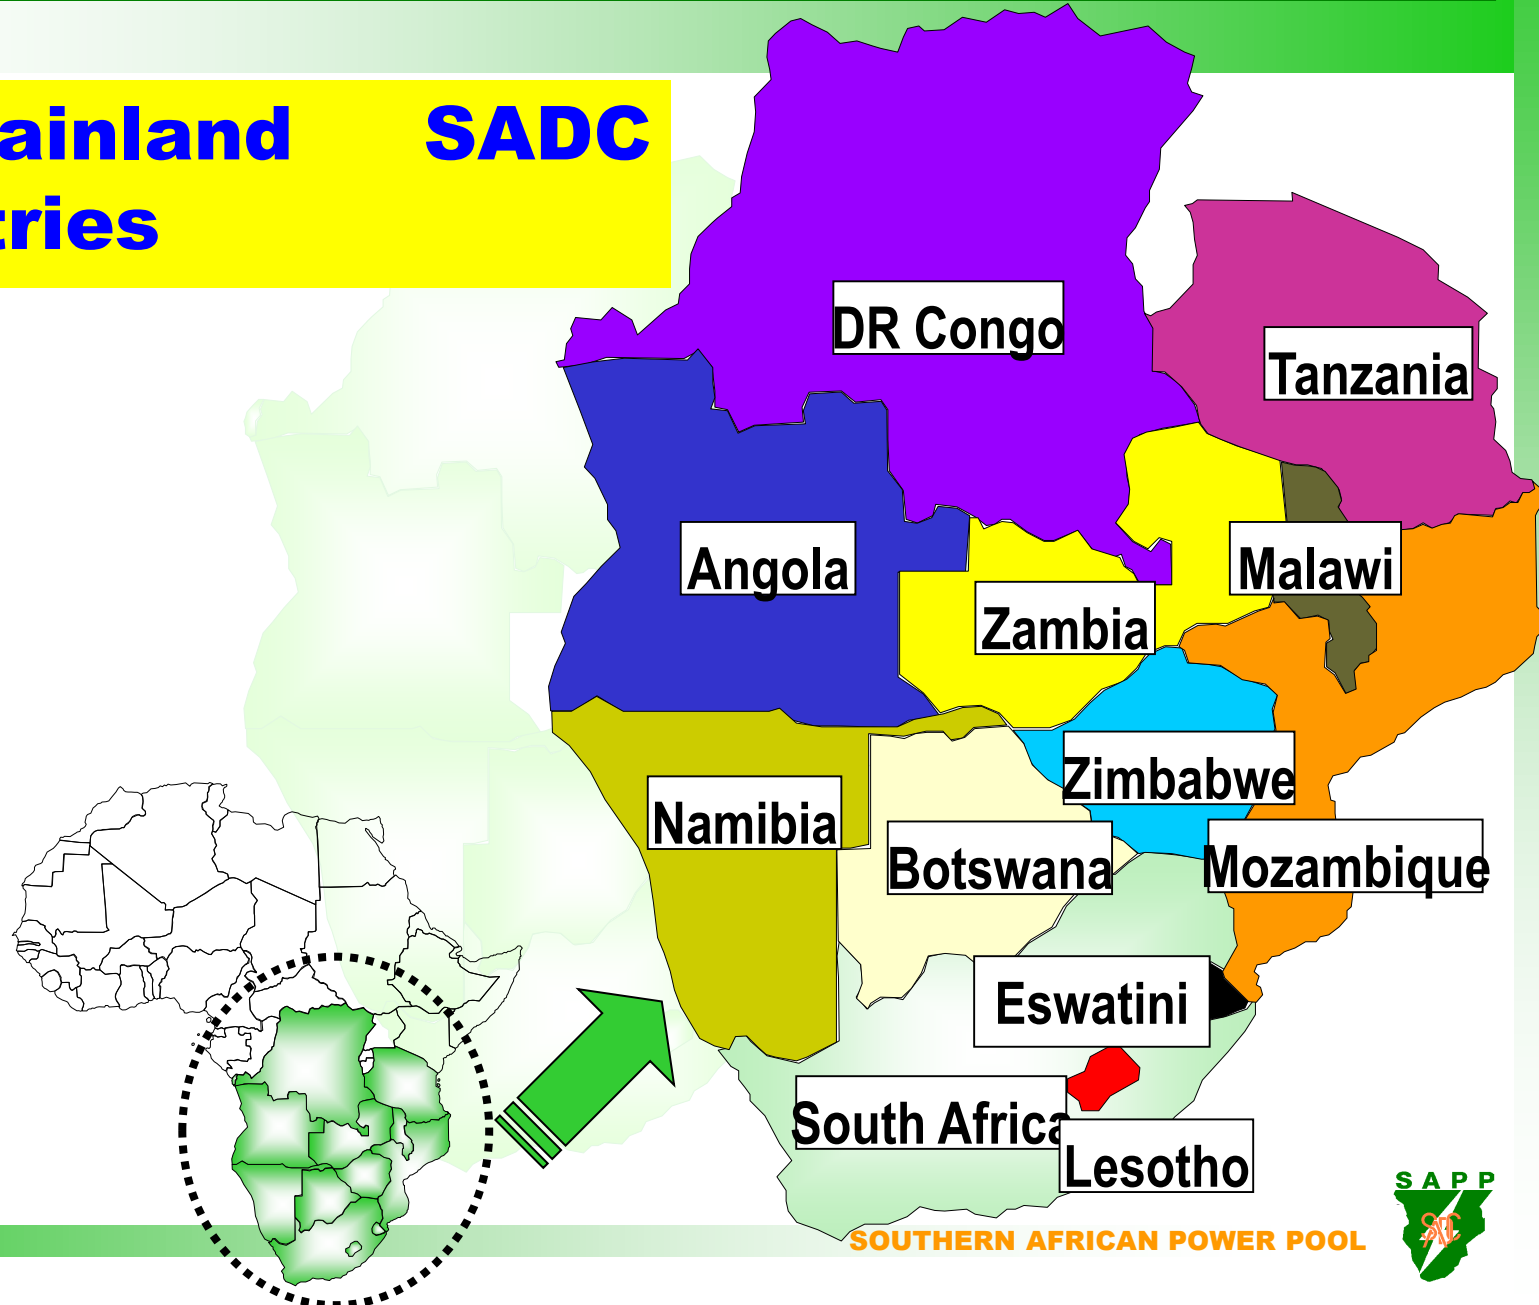 ainland SADC
tries
DR Congo
Tanzania
Angola
Malawi
Zambia
Zimbabwe
Namibia
Botswana
Mozambique
Eswatini
South Africa
Lesotho
SAPP
SADC
SOUTHERN AFRICAN POWER POOL